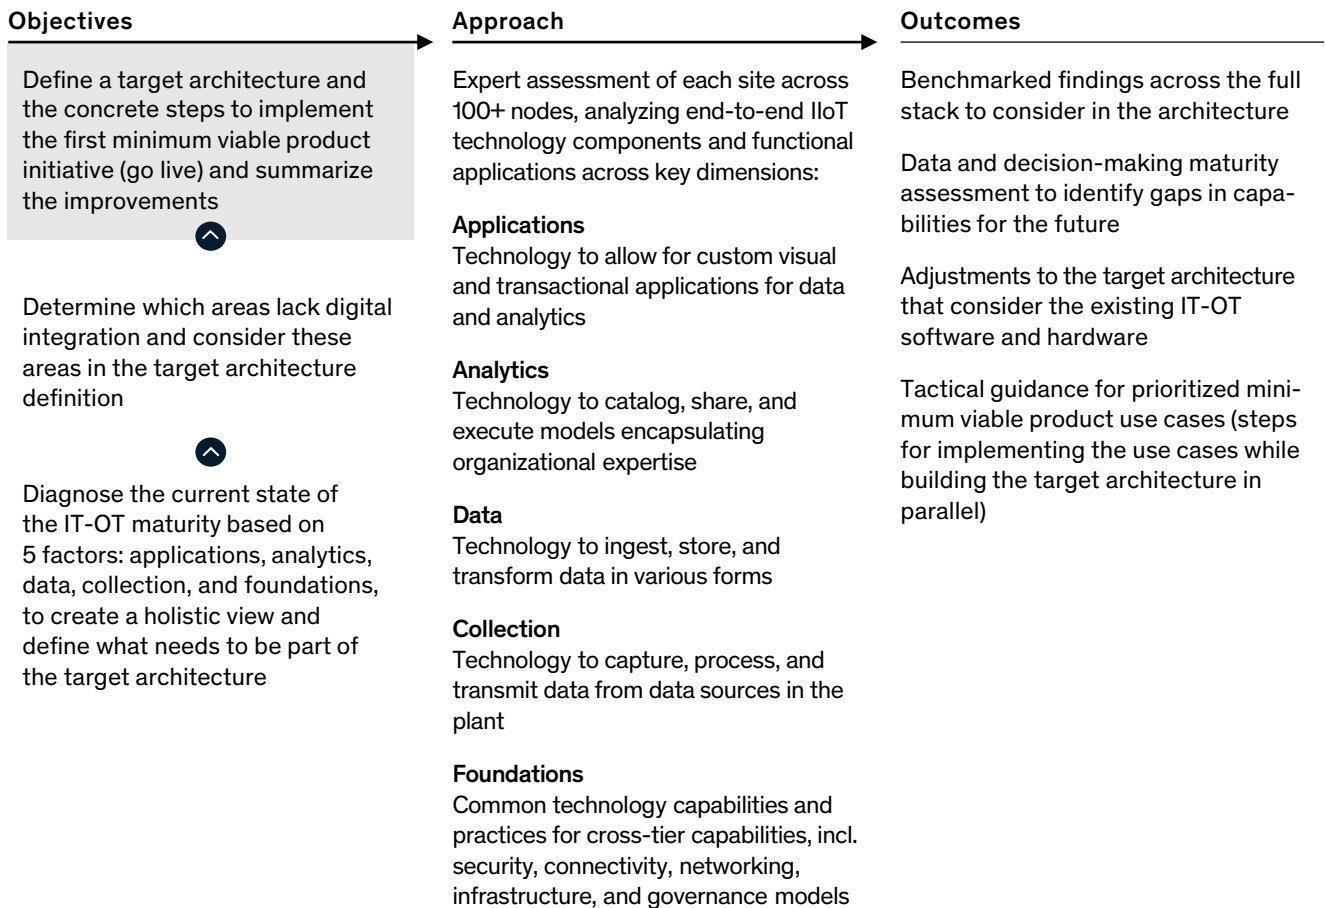 Objectives
Define a target architecture and
the concrete steps to implement
the first minimum viable product
initiative (go live) and summarize
the improvements
Determine which areas lack digital
integration and consider these
areas in the target architecture
definition
Diagnose the current state of
the IT-OT maturity based on
5 factors: applications, analytics,
data, collection, and foundations,
to create a holistic view and
define what needs to be part of
the target architecture
Approach
Expert assessment of each site across
100+ nodes, analyzing end-to-end IIoT
technology components and functional
applications across key dimensions:
Applications
Technology to allow for custom visual
and transactional applications for data
and analytics
Analytics
Technology to catalog, share, and
execute models encapsulating
organizational expertise
Data
Technology to ingest, store, and
transform data in various forms
Collection
Technology to capture, process, and
transmit data from data sources in the
plant
Foundations
Common technology capabilities and
practices for cross-tier capabilities, incl.
security, connectivity, networking,
infrastructure, and governance models
Outcomes
Benchmarked findings across the full
stack to consider in the architecture
Data and decision-making maturity
assessment to identify gaps in capa-
bilities for the future
Adjustments to the target architecture
that consider the existing IT-OT
software and hardware
Tactical guidance for prioritized mini-
mum viable product use cases (steps
for implementing the use cases while
building the target architecture in
parallel)